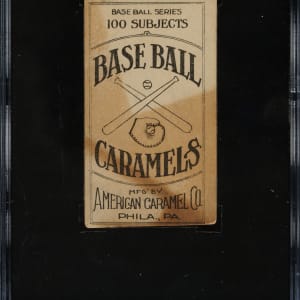 BASE BALL SERIES
100 SUBJECTS
BASE BALL
CARAMELS
MFG BY
AMERICAN CARAMEL CO.
PHILA., PA.